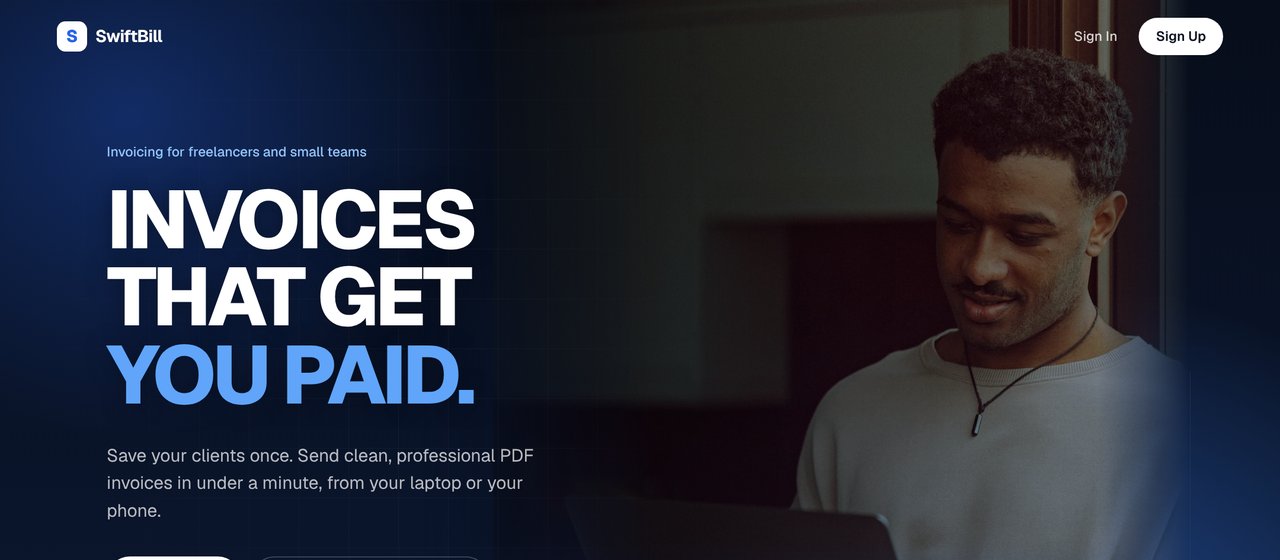 S SwiftBill
Sign In
Sign Up
Invoicing for freelancers and small teams
INVOICES
THAT GET
YOU PAID.
Save your clients once. Send clean, professional PDF
invoices in under a minute, from your laptop or your
phone.